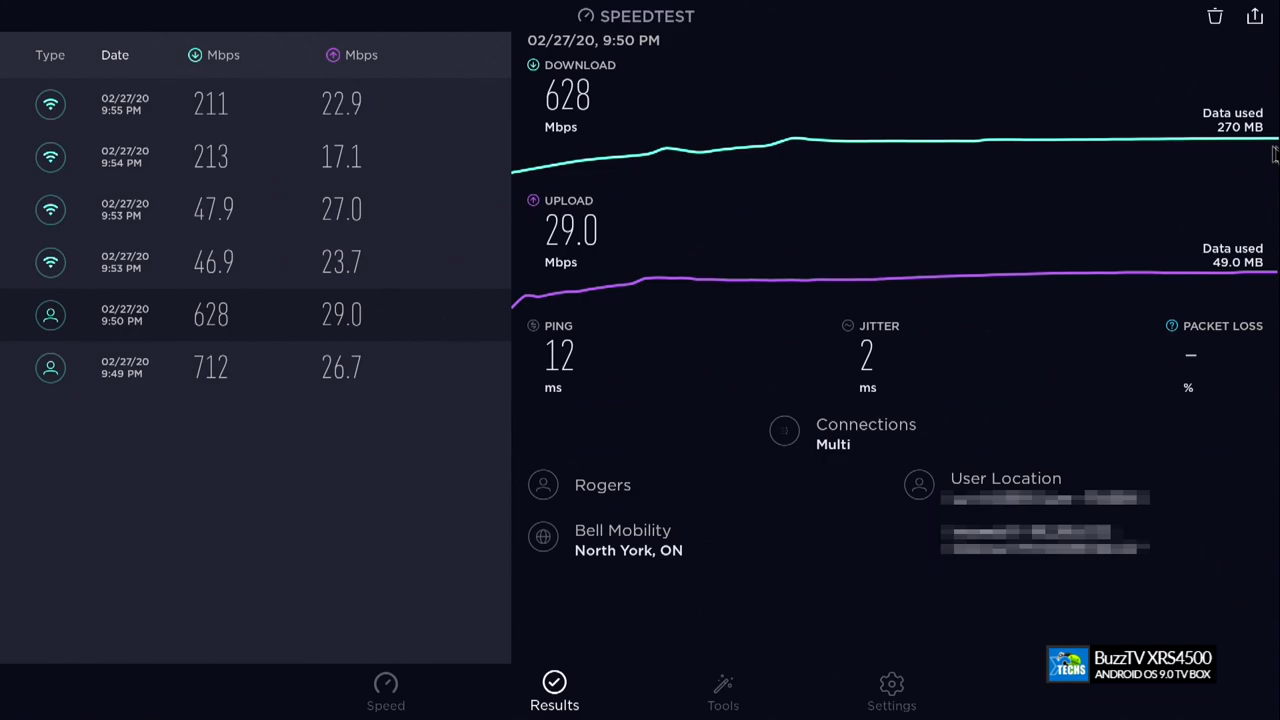 SPEEDTEST
Type Date Mbps Mbps
02/27/20
9:55 PM
211 22.9
02/27/20
9:54 PM
213 17.1
02/27/20
9:53 PM
47.9 27.0
02/27/20
9:53 PM
46.9 23.7
02/27/20
9:50 PM
628 29.0
02/27/20
9:49 PM
712 26.7
02/27/20, 9:50 PM
DOWNLOAD
628
Mbps
Data used
270 MB
UPLOAD
29.0
Mbps
Data used
49.0 MB
PING JITTER PACKET LOSS
12 2 –
ms ms %
Connections
Multi
Rogers
User Location
Bell Mobility
North York, ON
TECHS
BuzzTV XRS4500
ANDROID OS 9.0 TV BOX
Speed Results Tools Settings